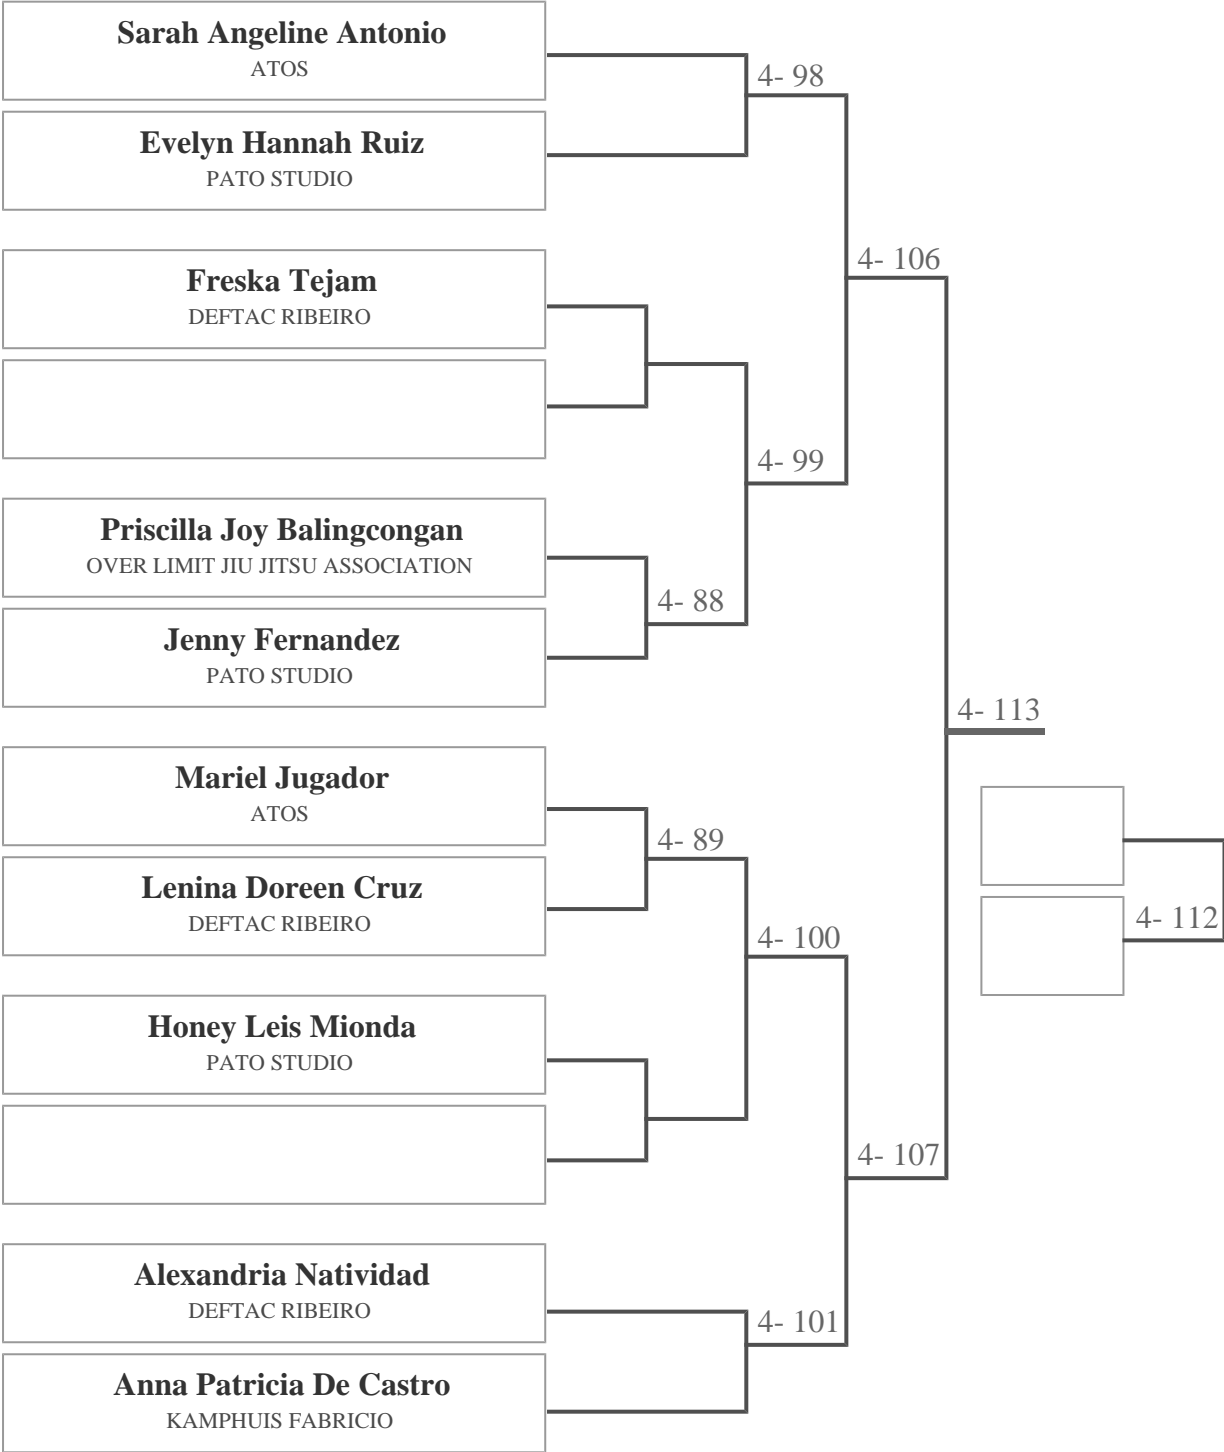 Sarah Angeline Antonio
ATOS
4- 98
Evelyn Hannah Ruiz
PATO STUDIO
4- 106
Freska Tejam
DEFTAC RIBEIRO
4- 99
Priscilla Joy Balingcongan
OVER LIMIT JIU JITSU ASSOCIATION
4- 88
Jenny Fernandez
PATO STUDIO
4- 113
Mariel Jugador
ATOS
4- 89
Lenina Doreen Cruz
DEFTAC RIBEIRO
4- 112
4- 100
Honey Leis Mionda
PATO STUDIO
4- 107
Alexandria Natividad
DEFTAC RIBEIRO
4- 101
Anna Patricia De Castro
KAMPHUIS FABRICIO